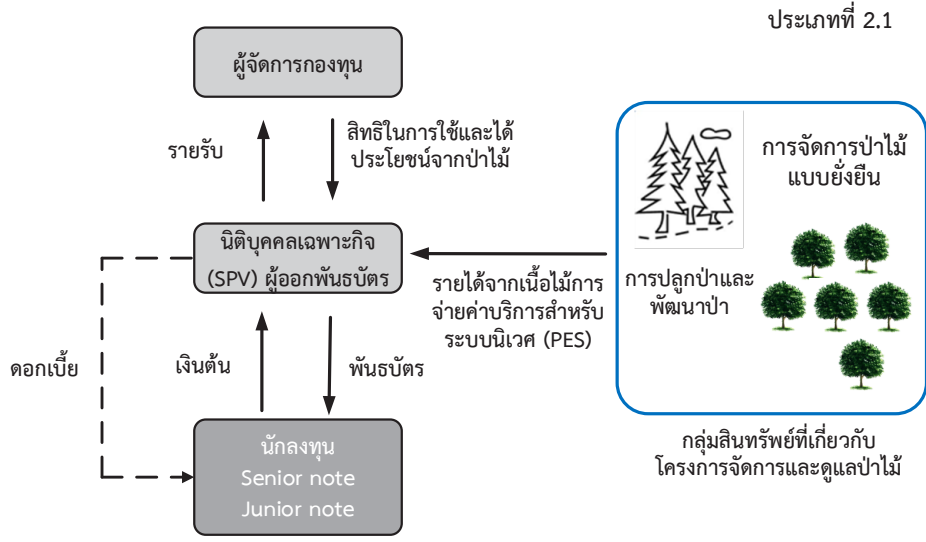 ประเภทที่ 2.1
ผู้จัดการกองทุน
รายรับ
สิทธิในการใช้และได้
ประโยชน์จากป่าไม้
นิติบุคคลเฉพาะกิจ
(SPV) ผู้ออกพันธบัตร
รายได้จากเนื้อไม้การ
จ่ายค่าบริการสำหรับ
ระบบนิเวศ (PES)
การจัดการป่าไม้
แบบยั่งยืน
การปลูกป่าและ
พัฒนาป่า
ดอกเบี้ย
เงินต้น
พันธบัตร
นักลงทุน
Senior note
Junior note
กลุ่มสินทรัพย์ที่เกี่ยวกับ
โครงการจัดการและดูแลป่าไม้